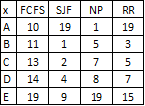 x FCFS SJF NP RR
A 10 19 1 19
B 11 1 5 3
C 13 2 7 5
D 14 4 8 7
E 19 9 19 15